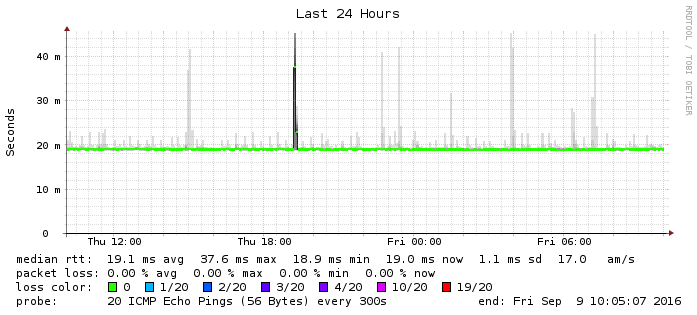 Last 24 Hours
RRDTOOL / TOBI OETIKER
Seconds
40 m
30 m
20 m
10 m
0
Thu 12:00 Thu 18:00 Fri 00:00 Fri 06:00
median rtt: 19.1 ms avg 37.6 ms max 18.9 ms min 19.0 ms now 1.1 ms sd 17.0 am/s
packet loss: 0.00 % avg 0.00 % max 0.00 % min 0.00 % now
loss color: 0 1/20 2/20 3/20 4/20 10/20 19/20
probe: 20 ICMP Echo Pings (56 Bytes) every 300s end: Fri Sep 9 10:05:07 2016